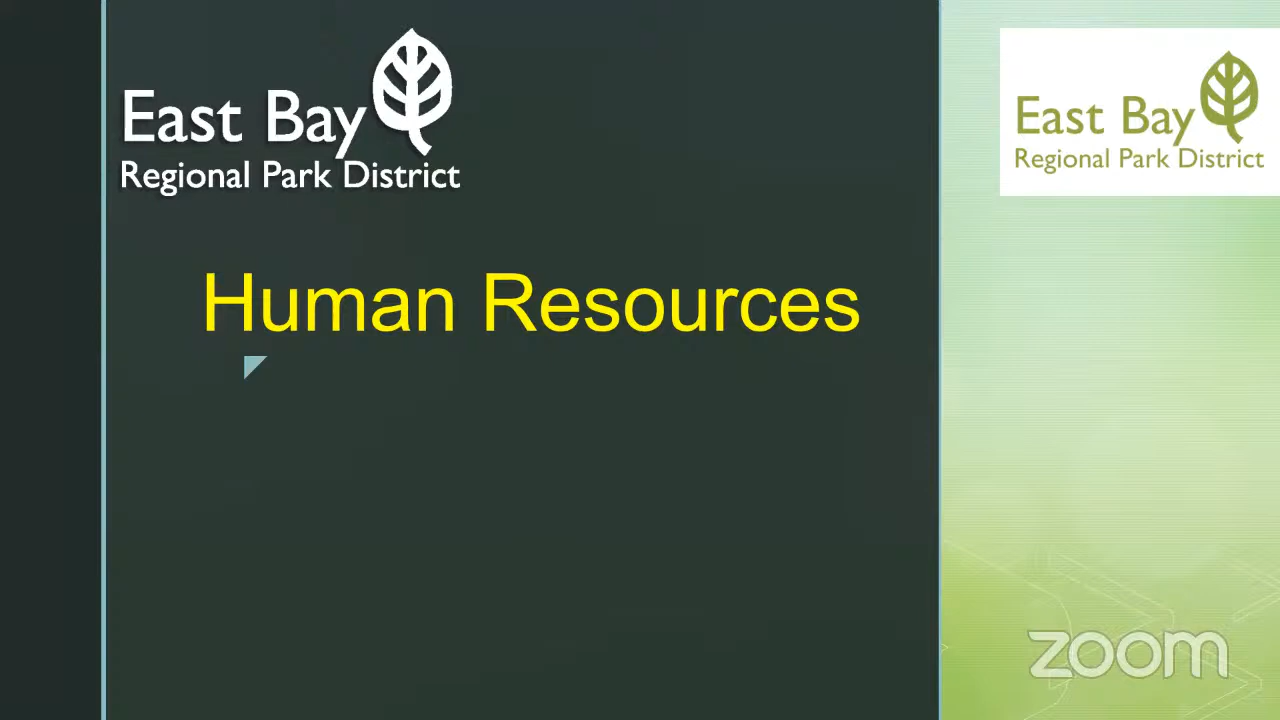 East Bay
Regional Park District
East Bay
Regional Park District
Human Resources
zoom